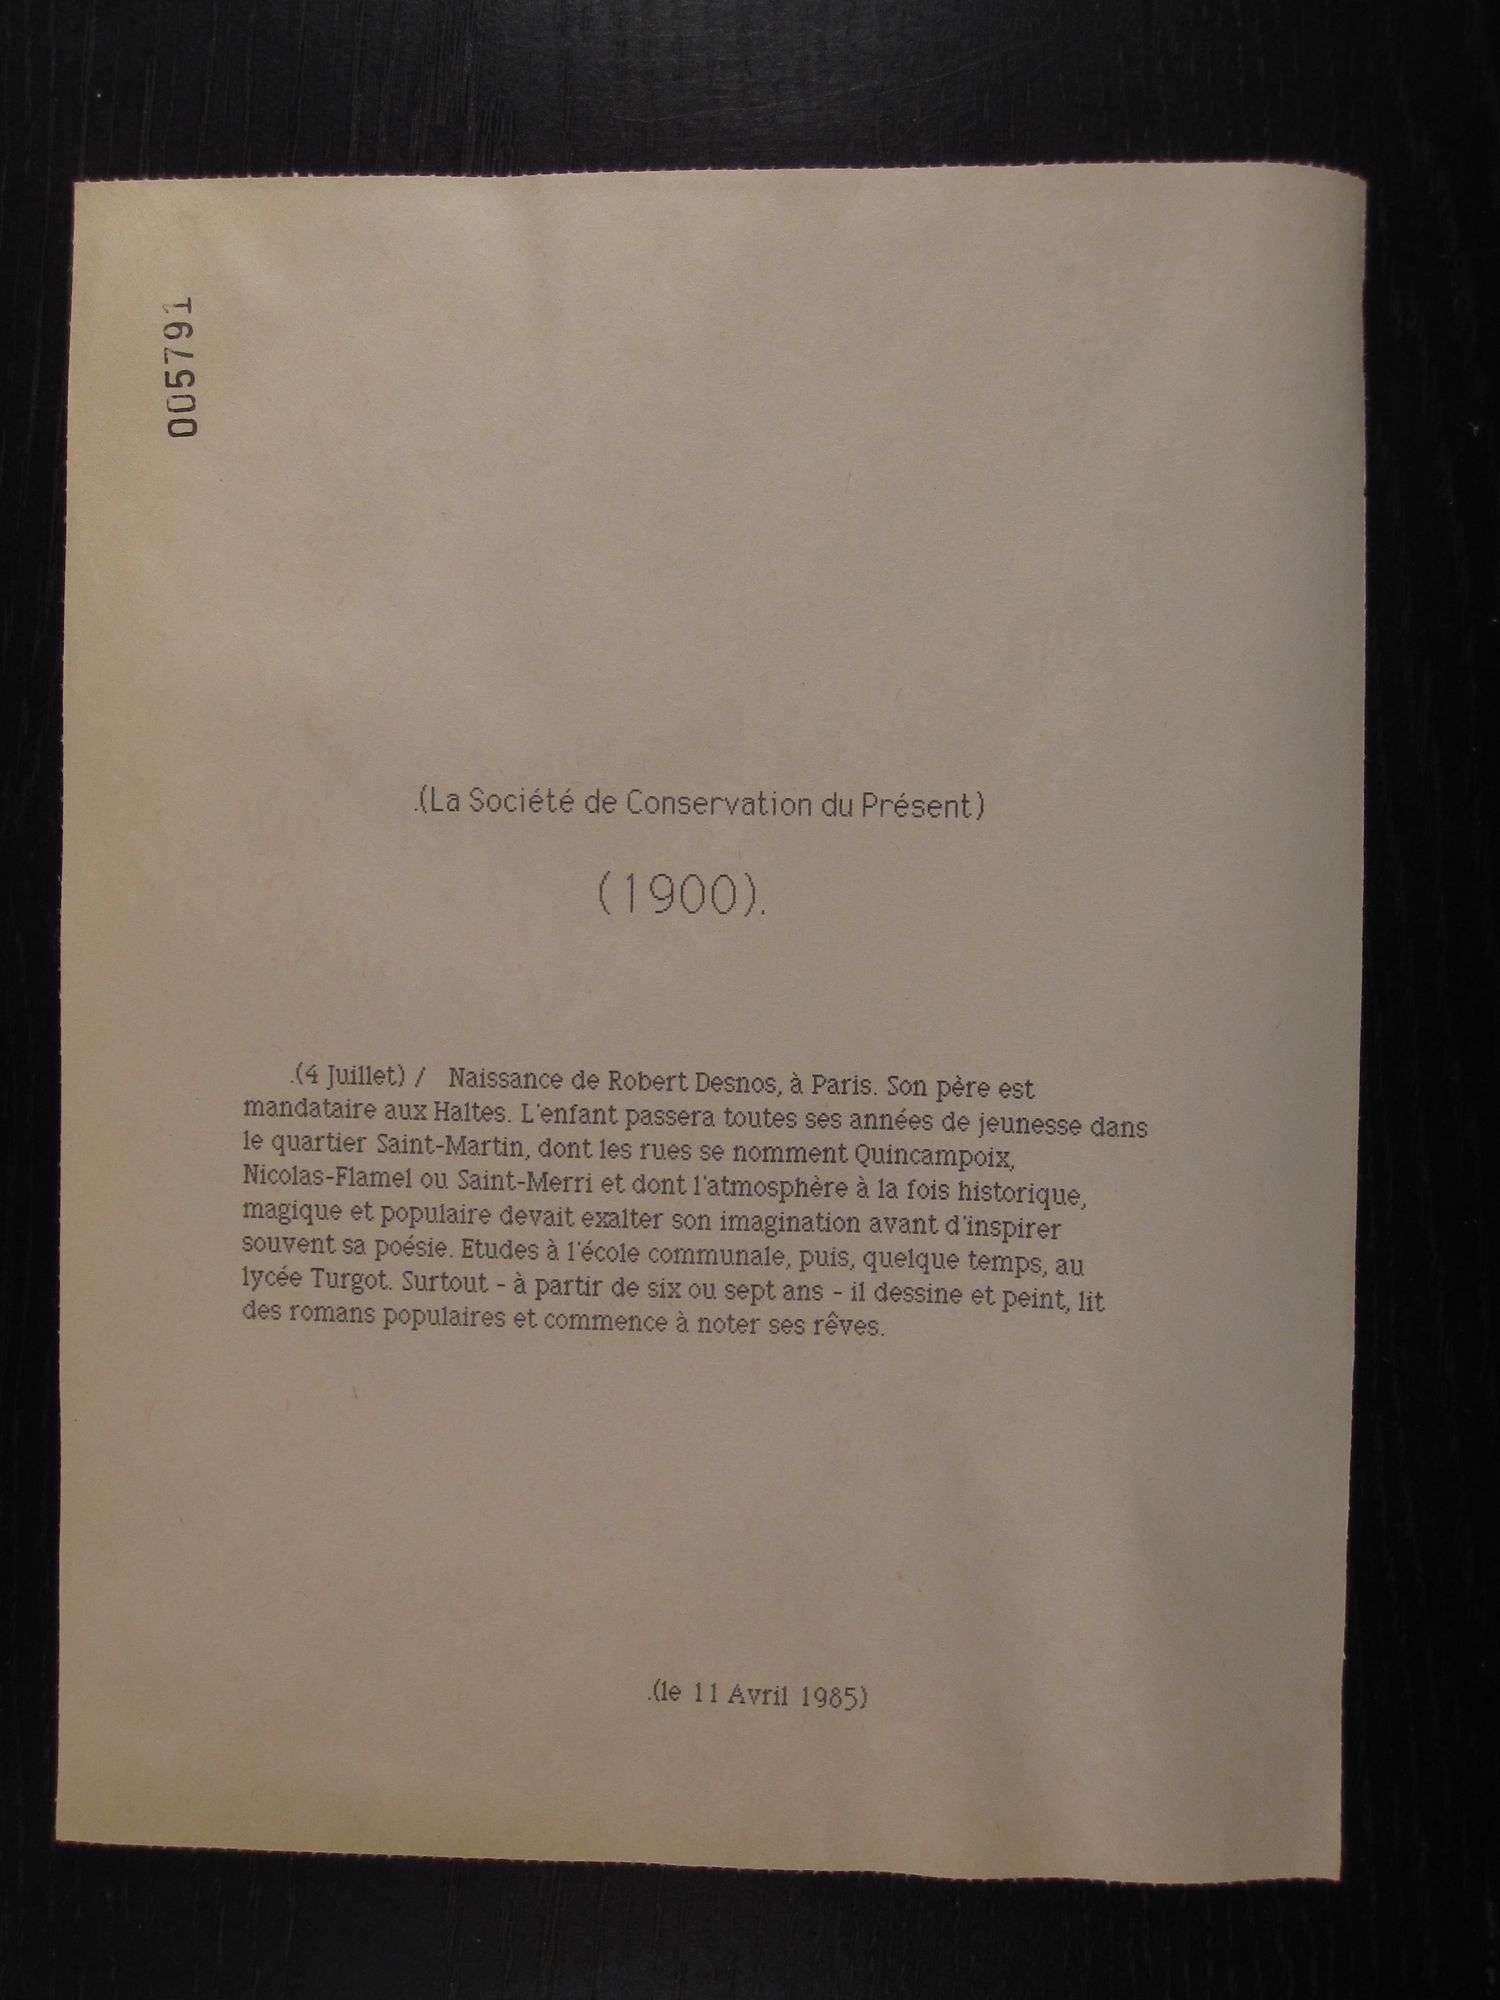 005791
.(La Société de Conservation du Présent)
(1900).
.(4 Juillet) / Naissance de Robert Desnos, à Paris. Son père est
mandataire aux Haltes. L'enfant passera toutes ses années de jeunesse dans
le quartier Saint-Martin, dont les rues se nomment Quincampoix,
Nicolas-Flamel ou Saint-Merri et dont l'atmosphère à la fois historique,
magique et populaire devait exalter son imagination avant d'inspirer
souvent sa poésie. Etudes à l'école communale, puis, quelque temps, au
lycée Turgot. Surtout - à partir de six ou sept ans - il dessine et peint, lit
des romans populaires et commence à noter ses rêves.
.(le 11 Avril 1985)